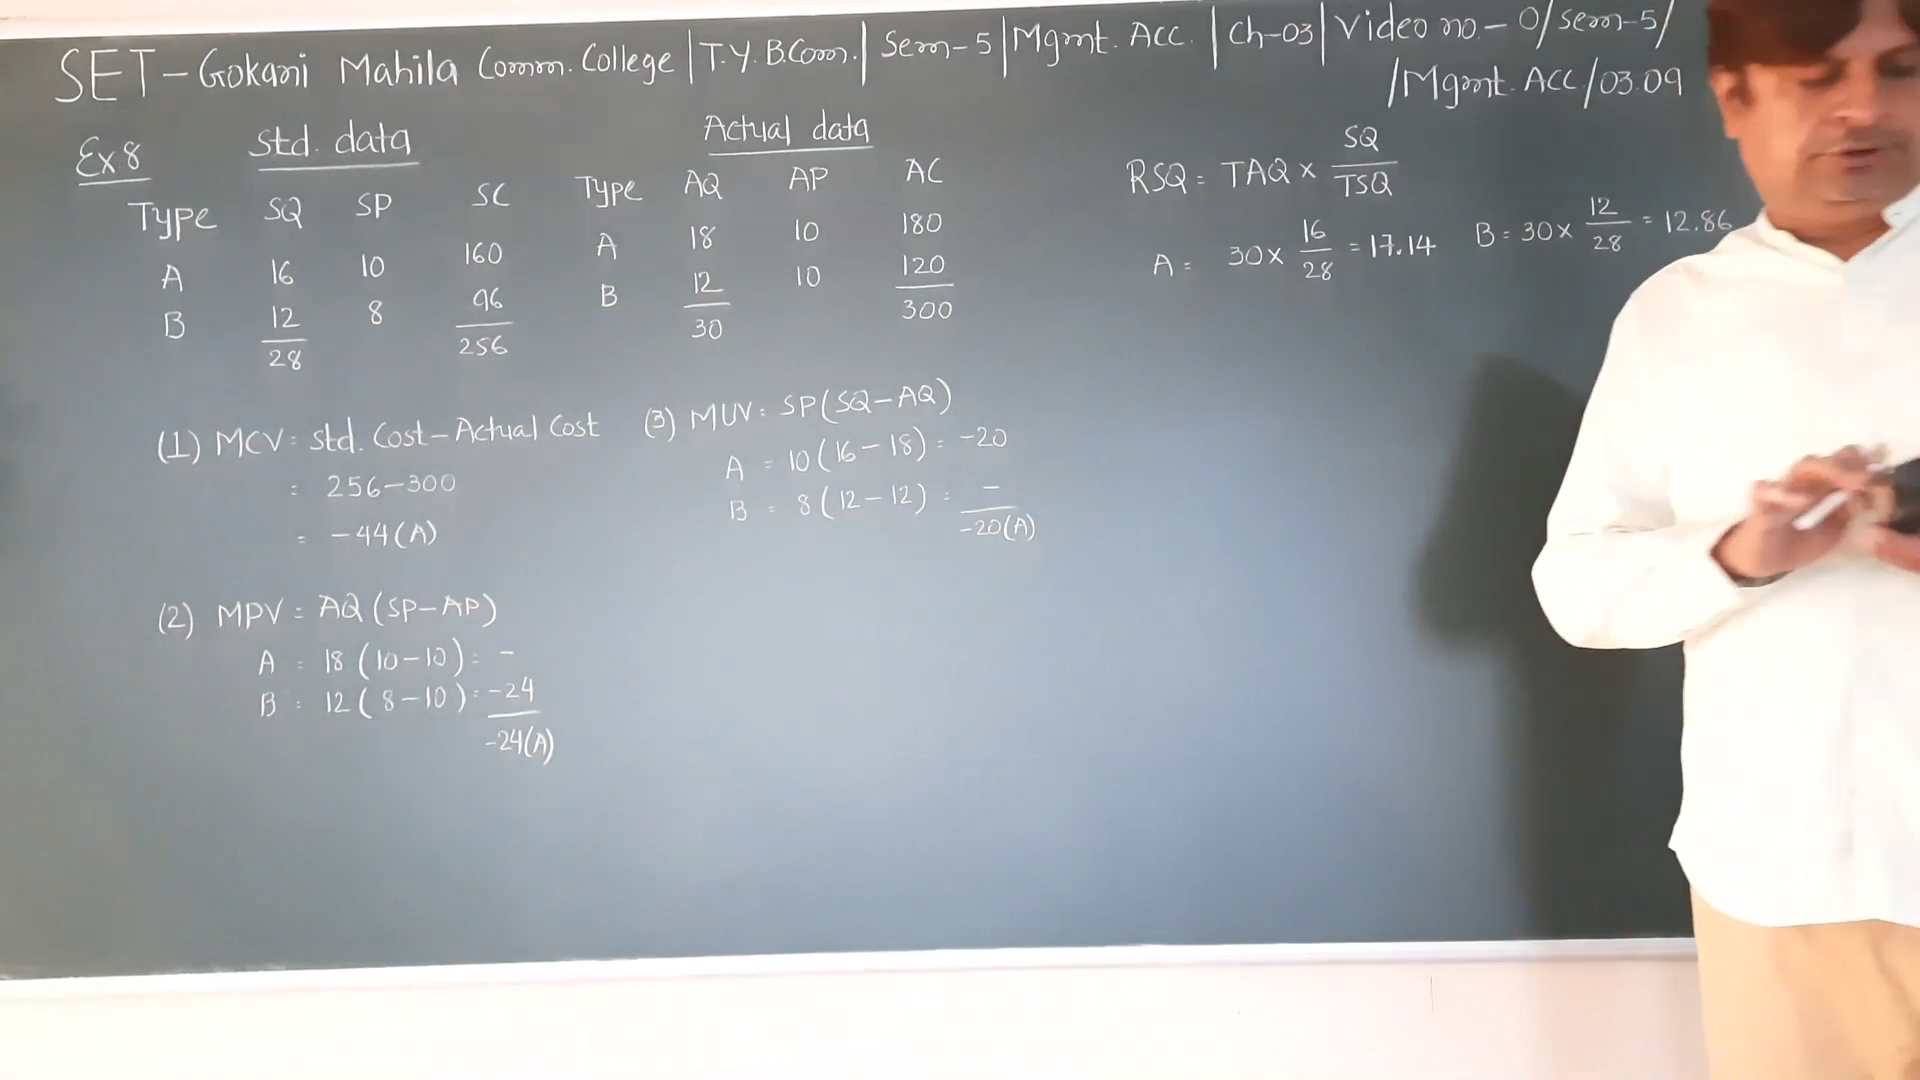 SET-Gokani Mahila Comm. College | T.Y. B.Com. | Sem-5 | Mgmt. Acc. | Ch-03 | Video no.- O/sem-5/
/Mgmt. Acc/03.09
Ex.8
Std. data
Type SQ SP SC
A 16 10 160
B 12 8 96
28 256
Actual data
Type AQ AP AC
A 18 10 180
B 12 10 120
30 300
RSQ = TAQ × SQ/TSQ
A = 30 × 16/28 = 17.14
B = 30 × 12/28 = 12.86
(1) MCV = Std. Cost - Actual Cost
= 256-300
= -44(A)
(2) MPV = AQ (SP-AP)
A = 18 (10-10) = -
B = 12 (8-10) = -24
-24(A)
(3) MUV = SP(SQ-AQ)
A = 10(16-18) = -20
B = 8(12-12) = -
-20(A)